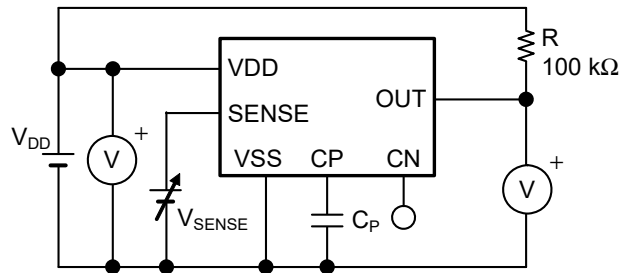 R
100 kΩ
VDD
OUT
SENSE
V_DD
+
V
VSS
CP
CN
+
V
V_SENSE
C_P